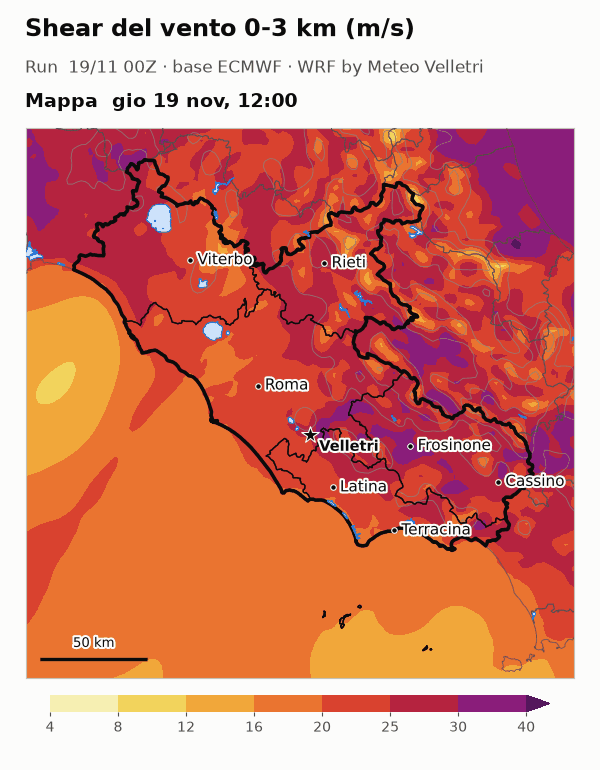 Shear del vento 0-3 km (m/s)
Run  19/11 00Z · base ECMWF · WRF by Meteo Velletri
Mappa  gio 19 nov, 12:00
Viterbo
Rieti
Roma
Velletri
Frosinone
Cassino
Latina
Terracina
50 km
4 8 12 16 20 25 30 40